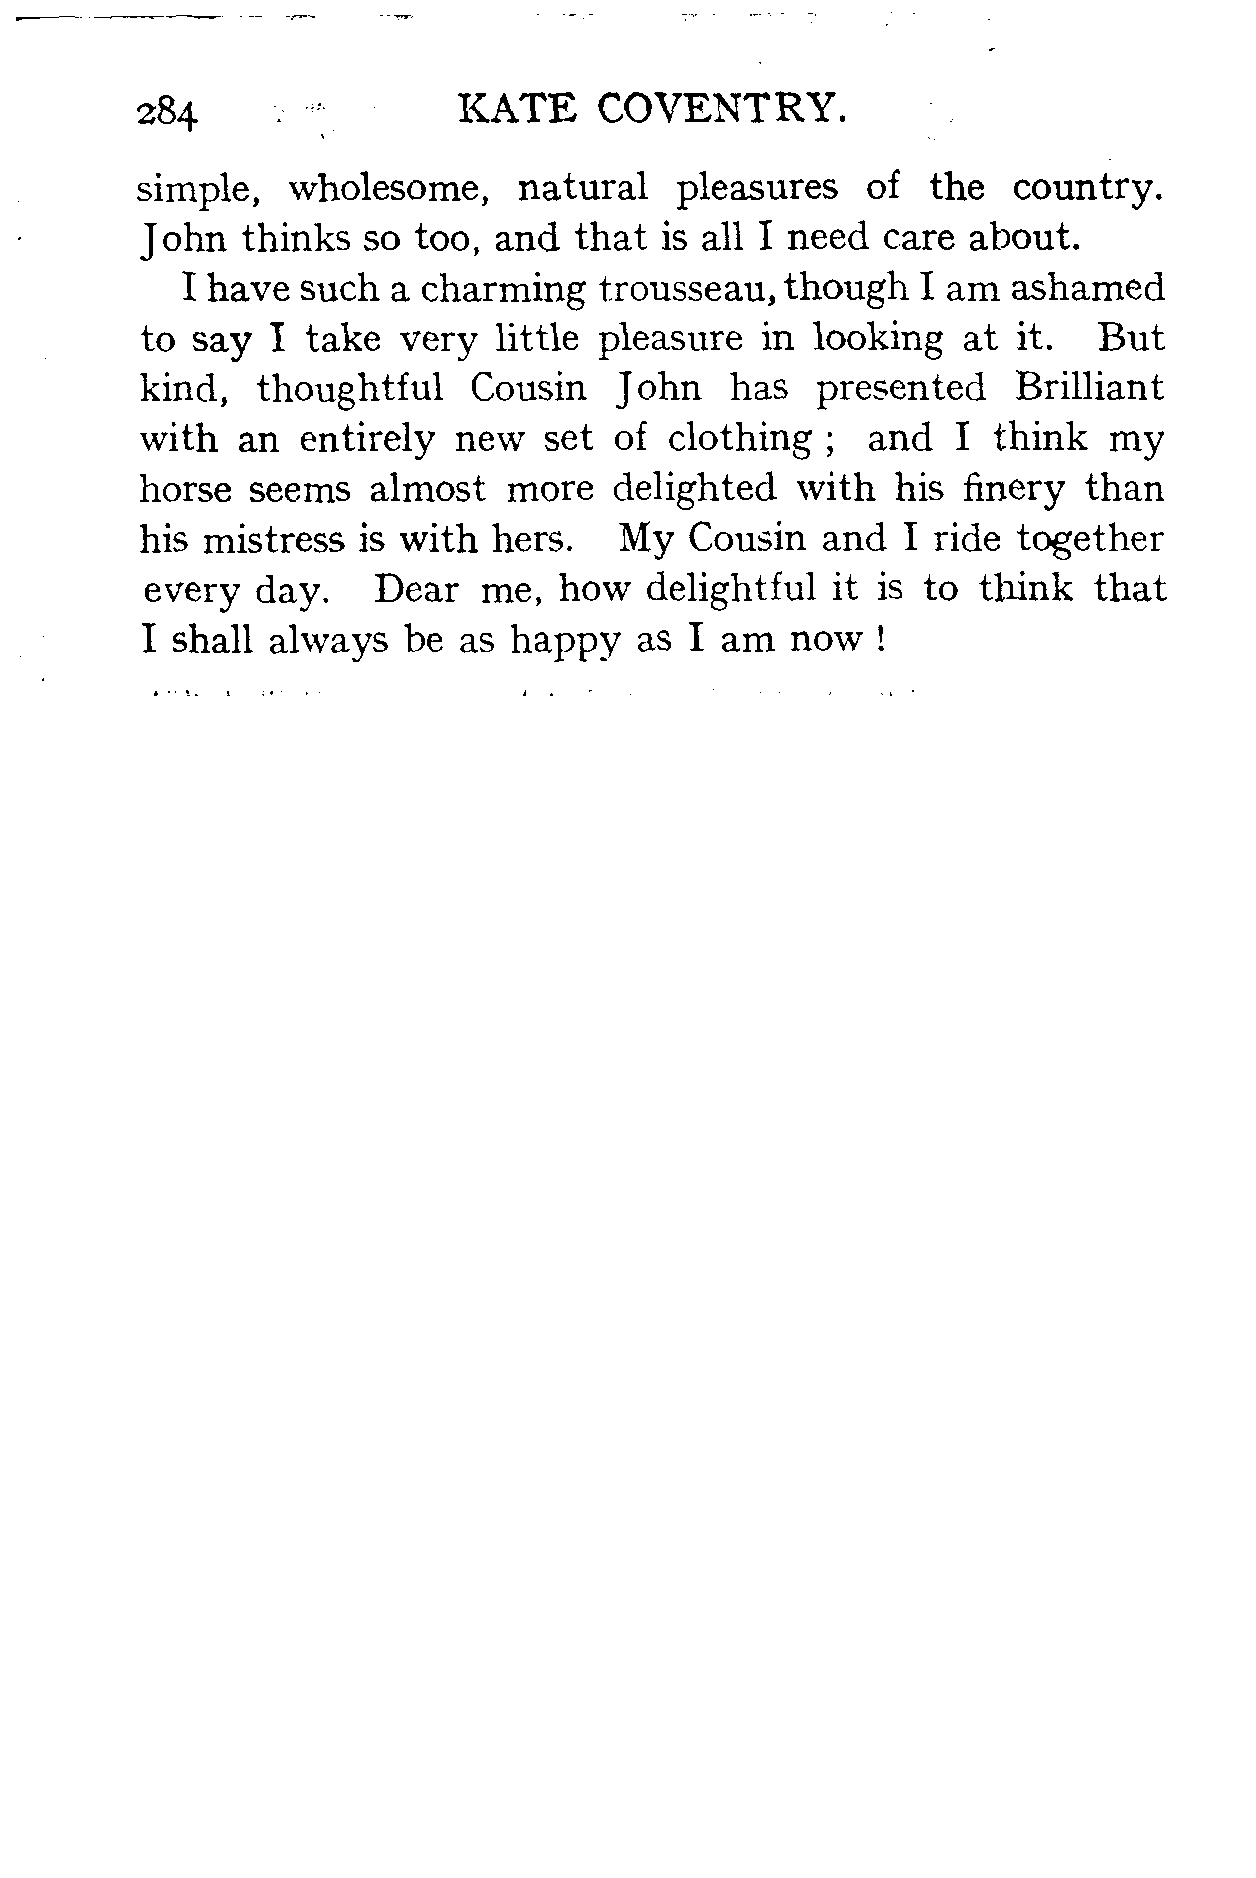 284 KATE COVENTRY.
simple, wholesome, natural pleasures of the country.
John thinks so too, and that is all I need care about.
I have such a charming trousseau, though I am ashamed
to say I take very little pleasure in looking at it. But
kind, thoughtful Cousin John has presented Brilliant
with an entirely new set of clothing ; and I think my
horse seems almost more delighted with his finery than
his mistress is with hers. My Cousin and I ride together
every day. Dear me, how delightful it is to think that
I shall always be as happy as I am now !